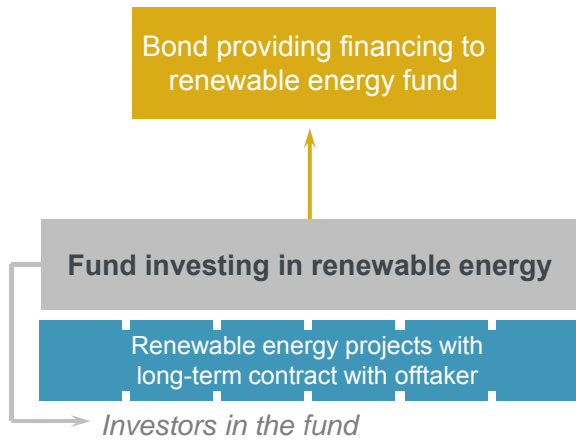 Bond providing financing to
renewable energy fund
Fund investing in renewable energy
Renewable energy projects with
long-term contract with offtaker
Investors in the fund